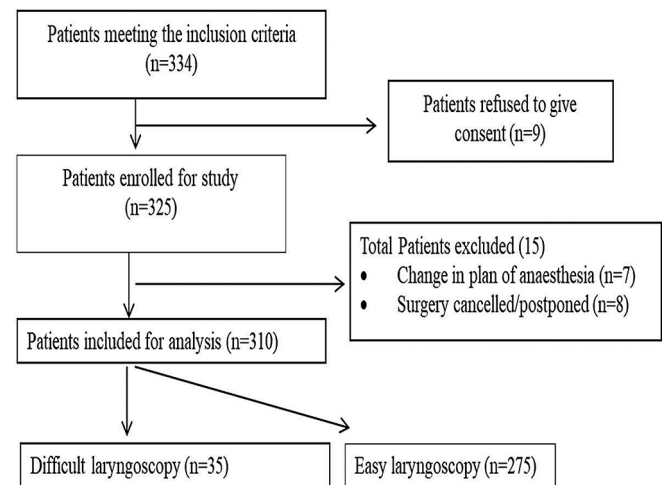 Patients meeting the inclusion criteria
(n=334)
Patients refused to give
consent (n=9)
Patients enrolled for study
(n=325)
Total Patients excluded (15)
• Change in plan of anaesthesia (n=7)
• Surgery cancelled/postponed (n=8)
Patients included for analysis (n=310)
Difficult laryngoscopy (n=35)
Easy laryngoscopy (n=275)